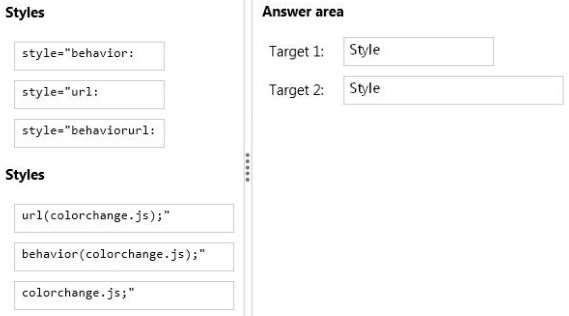 Styles
style="behavior:
style="url:
style="behaviorurl:
Styles
url(colorchange.js);"
behavior(colorchange.js);"
colorchange.js;"
Answer area
Target 1: Style
Target 2: Style